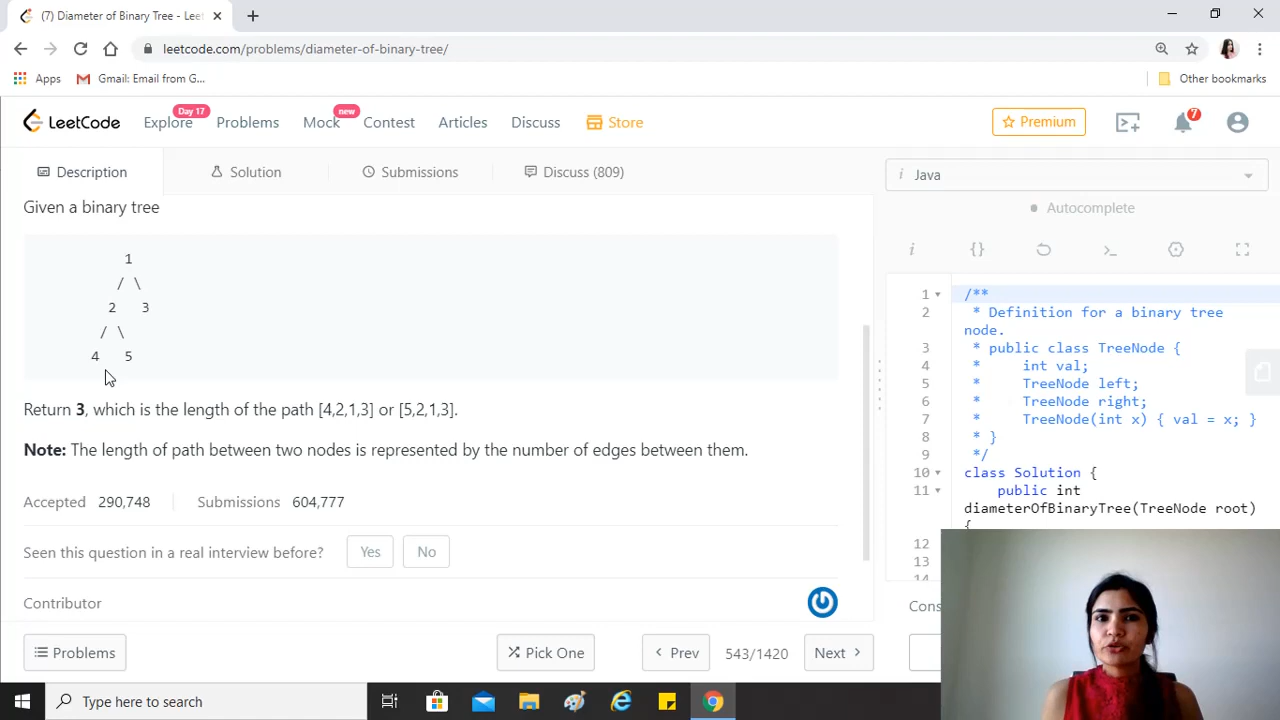 (7) Diameter of Binary Tree - Leet
leetcode.com/problems/diameter-of-binary-tree/
Apps
Gmail: Email from G...
Other bookmarks
LeetCode
Explore
Day 17
Problems
Mock
new
Contest
Articles
Discuss
Store
Premium
7
Description
Solution
Submissions
Discuss (809)
Given a binary tree
1
/ \
2 3
/ \
4 5
Return 3, which is the length of the path [4,2,1,3] or [5,2,1,3].
Note: The length of path between two nodes is represented by the number of edges between them.
Accepted 290,748 Submissions 604,777
Seen this question in a real interview before?
Yes
No
Contributor
Problems
Pick One
Prev
543/1420
Next
i Java
Autocomplete
i {}
1 /**
2 * Definition for a binary tree
node.
3 * public class TreeNode {
4 * int val;
5 * TreeNode left;
6 * TreeNode right;
7 * TreeNode(int x) { val = x; }
8 * }
9 */
10 class Solution {
11 public int
diameterOfBinaryTree(TreeNode root)
{
12
13
Cons
Type here to search